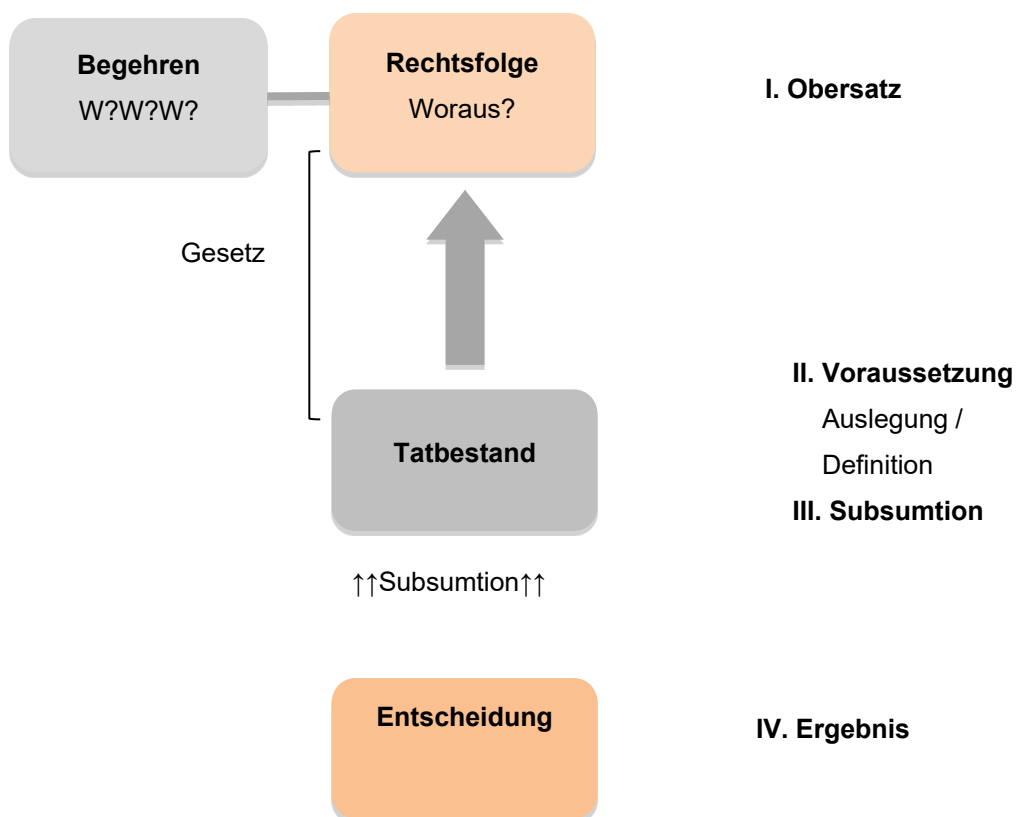 Begehren
W?W?W?
Rechtsfolge
Woraus?
I. Obersatz
Gesetz
II. Voraussetzung
Auslegung /
Definition
III. Subsumtion
Tatbestand
↑↑Subsumtion↑↑
Entscheidung
IV. Ergebnis